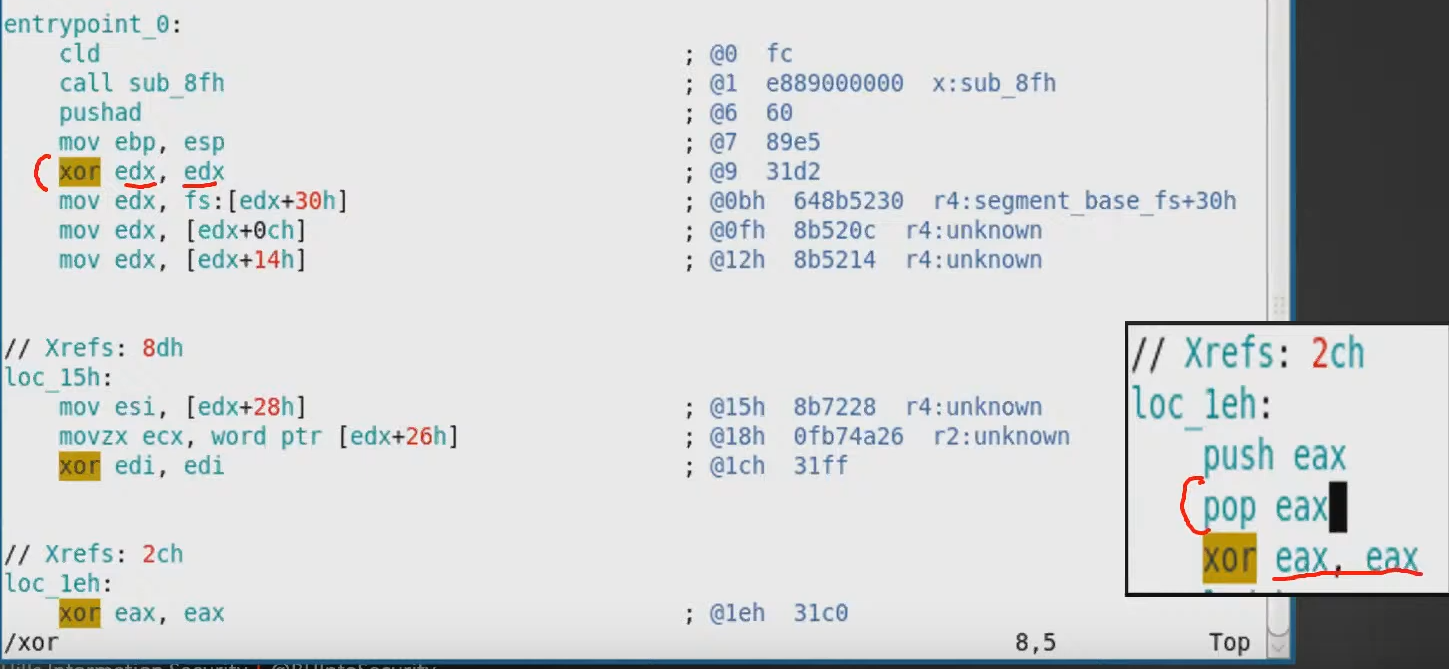 entrypoint_0:
cld ; @0 fc
call sub_8fh ; @1 e889000000 x:sub_8fh
pushad ; @6 60
mov ebp, esp ; @7 89e5
xor edx, edx ; @9 31d2
mov edx, fs:[edx+30h] ; @0bh 648b5230 r4:segment_base_fs+30h
mov edx, [edx+0ch] ; @0fh 8b520c r4:unknown
mov edx, [edx+14h] ; @12h 8b5214 r4:unknown
// Xrefs: 8dh
loc_15h:
mov esi, [edx+28h] ; @15h 8b7228 r4:unknown
movzx ecx, word ptr [edx+26h] ; @18h 0fb74a26 r2:unknown
xor edi, edi ; @1ch 31ff
// Xrefs: 2ch
loc_1eh:
xor eax, eax ; @1eh 31c0
/xor 8,5 Top
// Xrefs: 2ch
loc_1eh:
push eax
pop eax
xor eax, eax